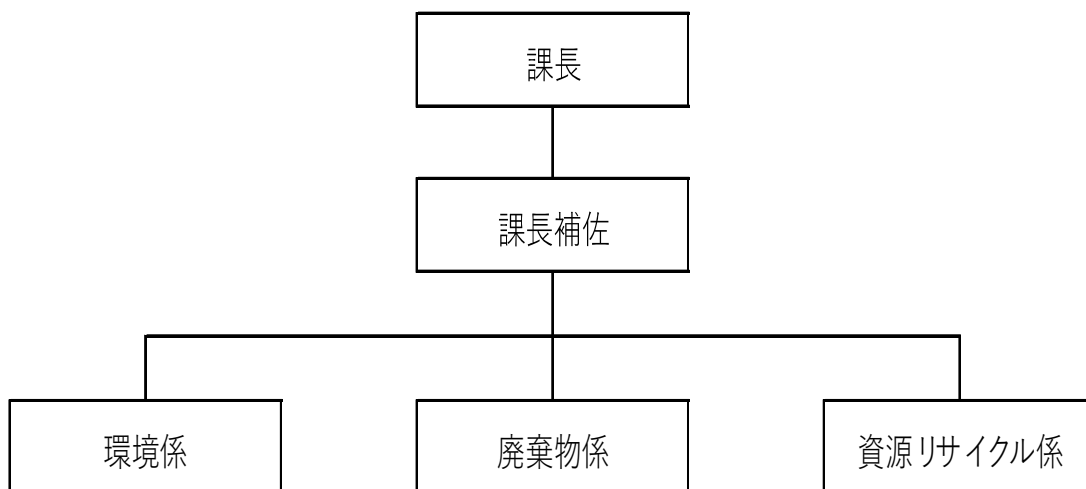 課長
課長補佐
環境係
廃棄物係
資源リサイクル係